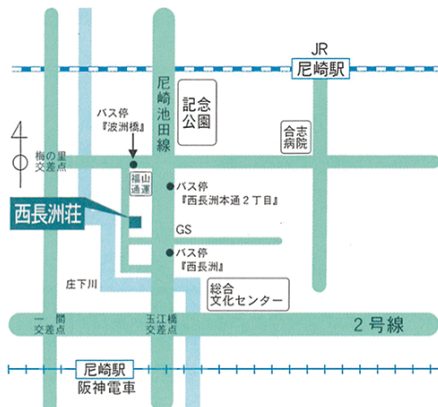 JR
尼崎駅
尼崎池田線
記念
公園
バス停
『波洲橋』
合志
病院
梅の里
交差点
福山
通運
バス停
『西長洲本通2丁目』
西長洲荘
GS
バス停
『西長洲』
庄下川
総合
文化センター
一間
交差点
玉江橋
交差点
2号線
尼崎駅
阪神電車